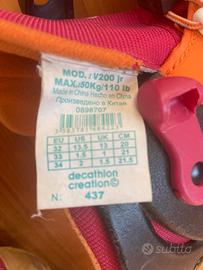 MOD.: V200 jr
MAX.:50Kg/110 lb
Made in China Hecho en China
Произведено в Китае
0898707
EU US UK CM
32 13.5 13 20
33 1.5 1 21
34 2 1 21.5
decathlon
creation©
N: 437
subito